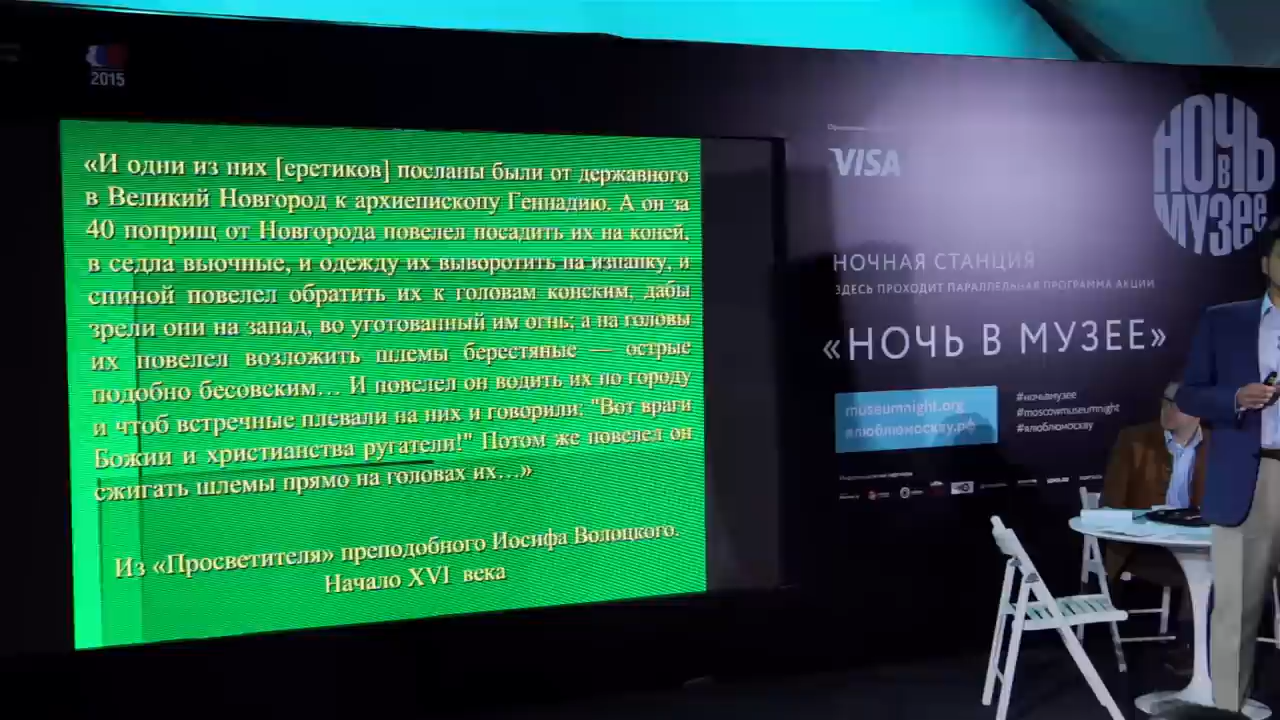 2015
«И одни из них [еретиков] посланы были от державного
в Великий Новгород к архиепископу Геннадию. А он за
40 поприщ от Новгорода повелел посадить их на коней,
в седла вьючные, и одежду их выворотить на изнанку, и
спиной повелел обратить их к головам конским, дабы
зрели они на запад, во уготованный им огнь; а на головы
их повелел возложить шлемы берестяные — острые
подобно бесовским… И повелел он водить их по городу
и чтоб встречные плевали на них и говорили: "Вот враги
Божии и христианства ругатели!" Потом же повелел он
сжигать шлемы прямо на головах их…»
Из «Просветителя» преподобного Иосифа Волоцкого.
Начало XVI века
VISA
НОЧЬ
В
МУЗЕЕ
НОЧНАЯ СТАНЦИЯ
ЗДЕСЬ ПРОХОДИТ ПАРАЛЛЕЛЬНАЯ ПРОГРАММА АКЦИИ
«НОЧЬ В МУЗЕЕ»
museumnight.org
#яюблюмоскву.рф
#ночьвмузее
#moscowmuseumnight
#яюблюмоскву